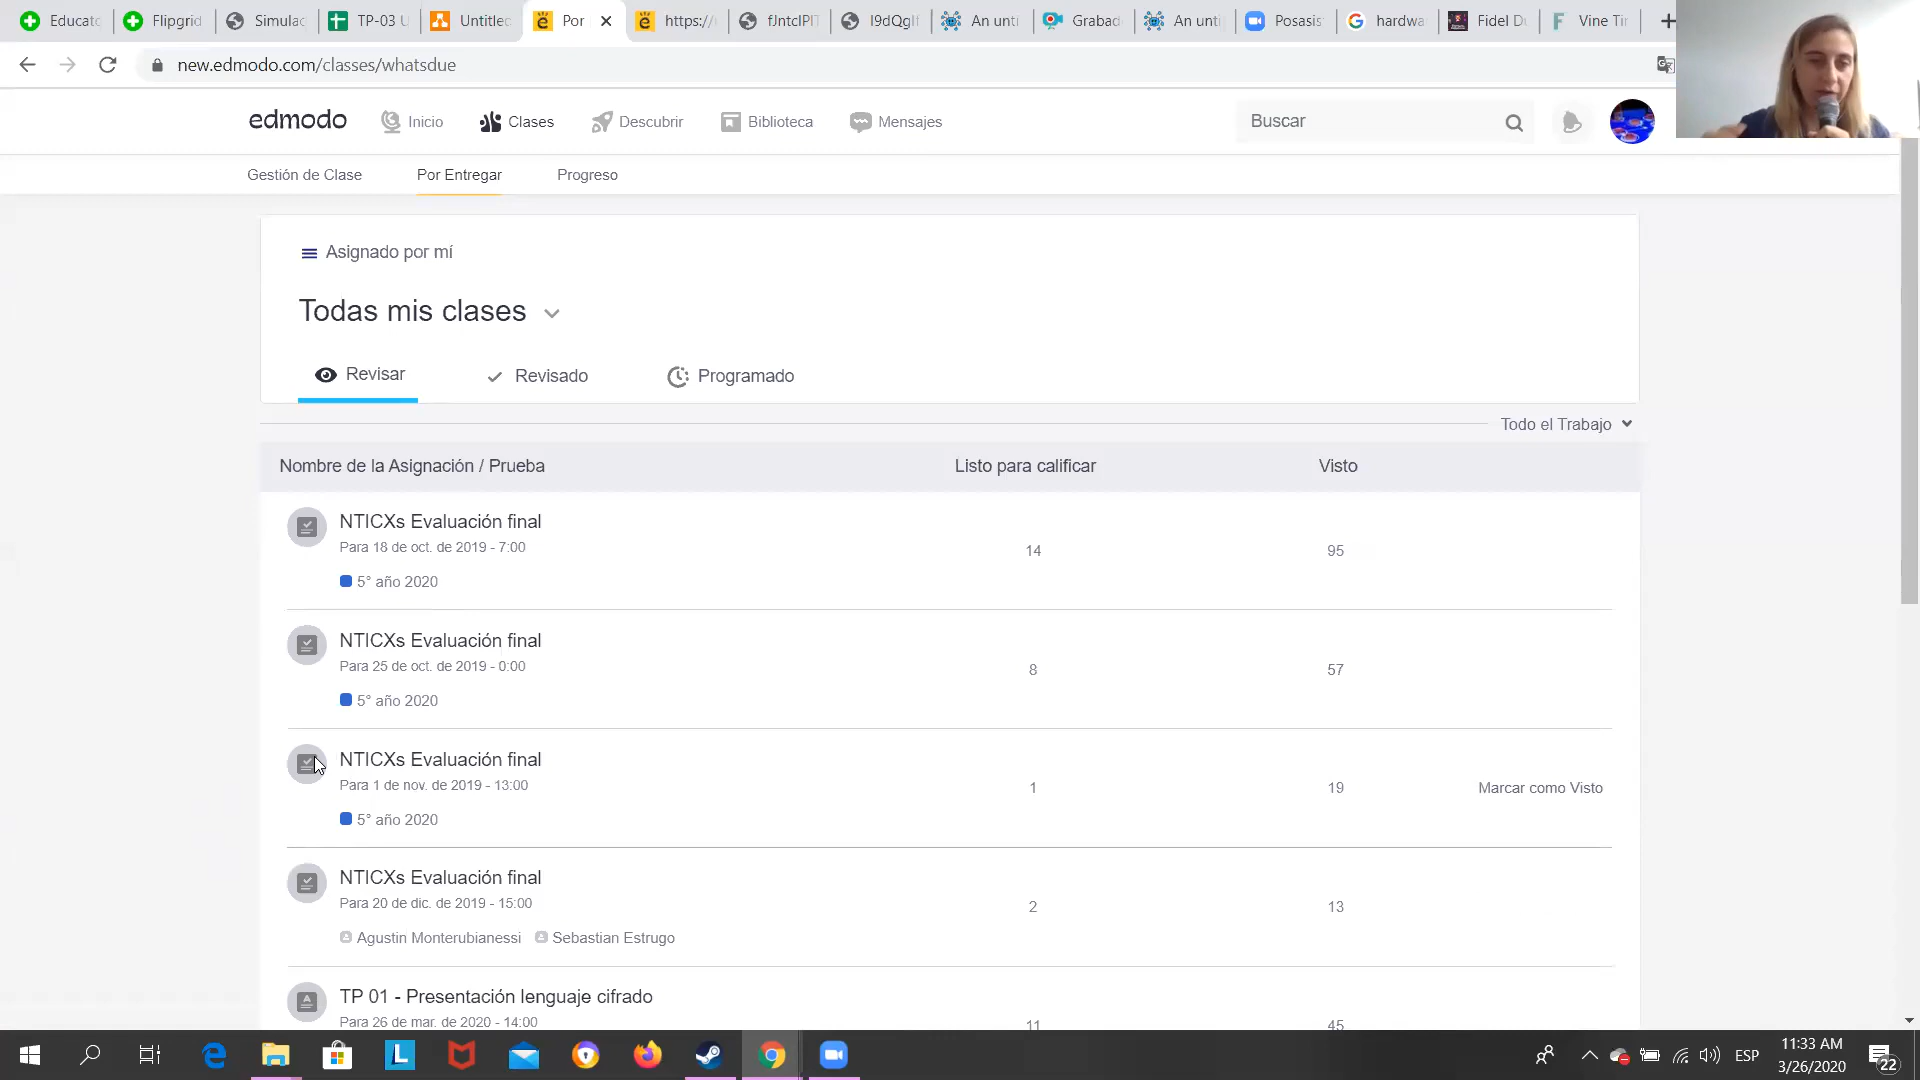 Educato Flipgrid Simulac TP-03 U Untitled Por https:// fJntcIPl I9dQgIf An unti Grabad An unti Posasis hardwa Fidel Du Vine Tir
new.edmodo.com/classes/whatsdue
edmodo Inicio Clases Descubrir Biblioteca Mensajes Buscar
Gestión de Clase Por Entregar Progreso
Asignado por mí
Todas mis clases
Revisar Revisado Programado
Todo el Trabajo
Nombre de la Asignación / Prueba Listo para calificar Visto
NTICXs Evaluación final
Para 18 de oct. de 2019 - 7:00
14 95
5° año 2020
NTICXs Evaluación final
Para 25 de oct. de 2019 - 0:00
8 57
5° año 2020
NTICXs Evaluación final
Para 1 de nov. de 2019 - 13:00
1 19 Marcar como Visto
5° año 2020
NTICXs Evaluación final
Para 20 de dic. de 2019 - 15:00
2 13
Agustin Monterubianessi Sebastian Estrugo
TP 01 - Presentación lenguaje cifrado
Para 26 de mar. de 2020 - 14:00
11 45
ESP 11:33 AM
3/26/2020 22